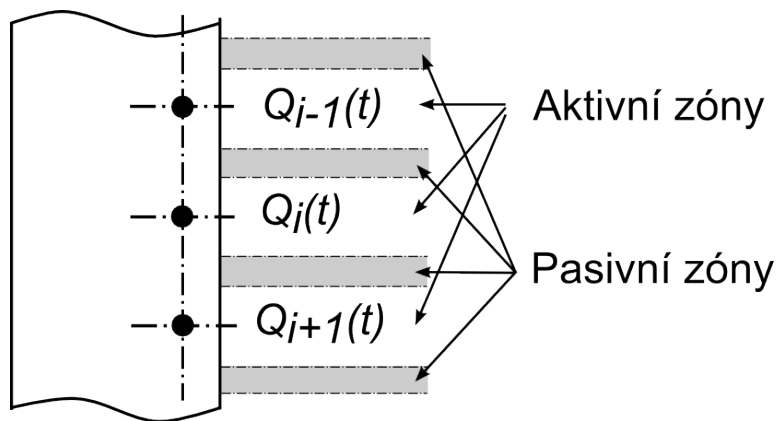 Qi-1(t)
Aktivní zóny
Qi(t)
Pasivní zóny
Qi+1(t)